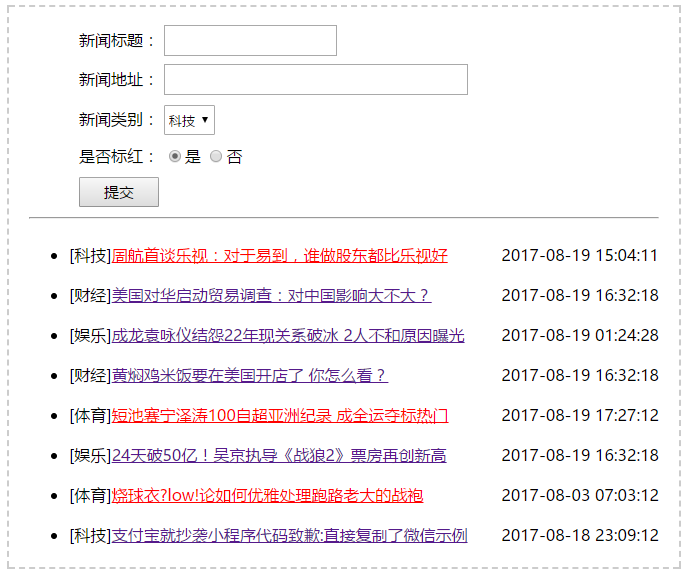 新闻标题：
新闻地址：
新闻类别： 科技
是否标红： 是 否
提交
[科技]周航首谈乐视：对于易到，谁做股东都比乐视好 2017-08-19 15:04:11
[财经]美国对华启动贸易调查：对中国影响大不大？ 2017-08-19 16:32:18
[娱乐]成龙袁咏仪结怨22年现关系破冰 2人不和原因曝光 2017-08-19 01:24:28
[财经]黄焖鸡米饭要在美国开店了 你怎么看？ 2017-08-19 16:32:18
[体育]短池赛宁泽涛100自超亚洲纪录 成全运夺标热门 2017-08-19 17:27:12
[娱乐]24天破50亿！吴京执导《战狼2》票房再创新高 2017-08-19 16:32:18
[体育]烧球衣?low!论如何优雅处理跑路老大的战袍 2017-08-03 07:03:12
[科技]支付宝就抄袭小程序代码致歉:直接复制了微信示例 2017-08-18 23:09:12